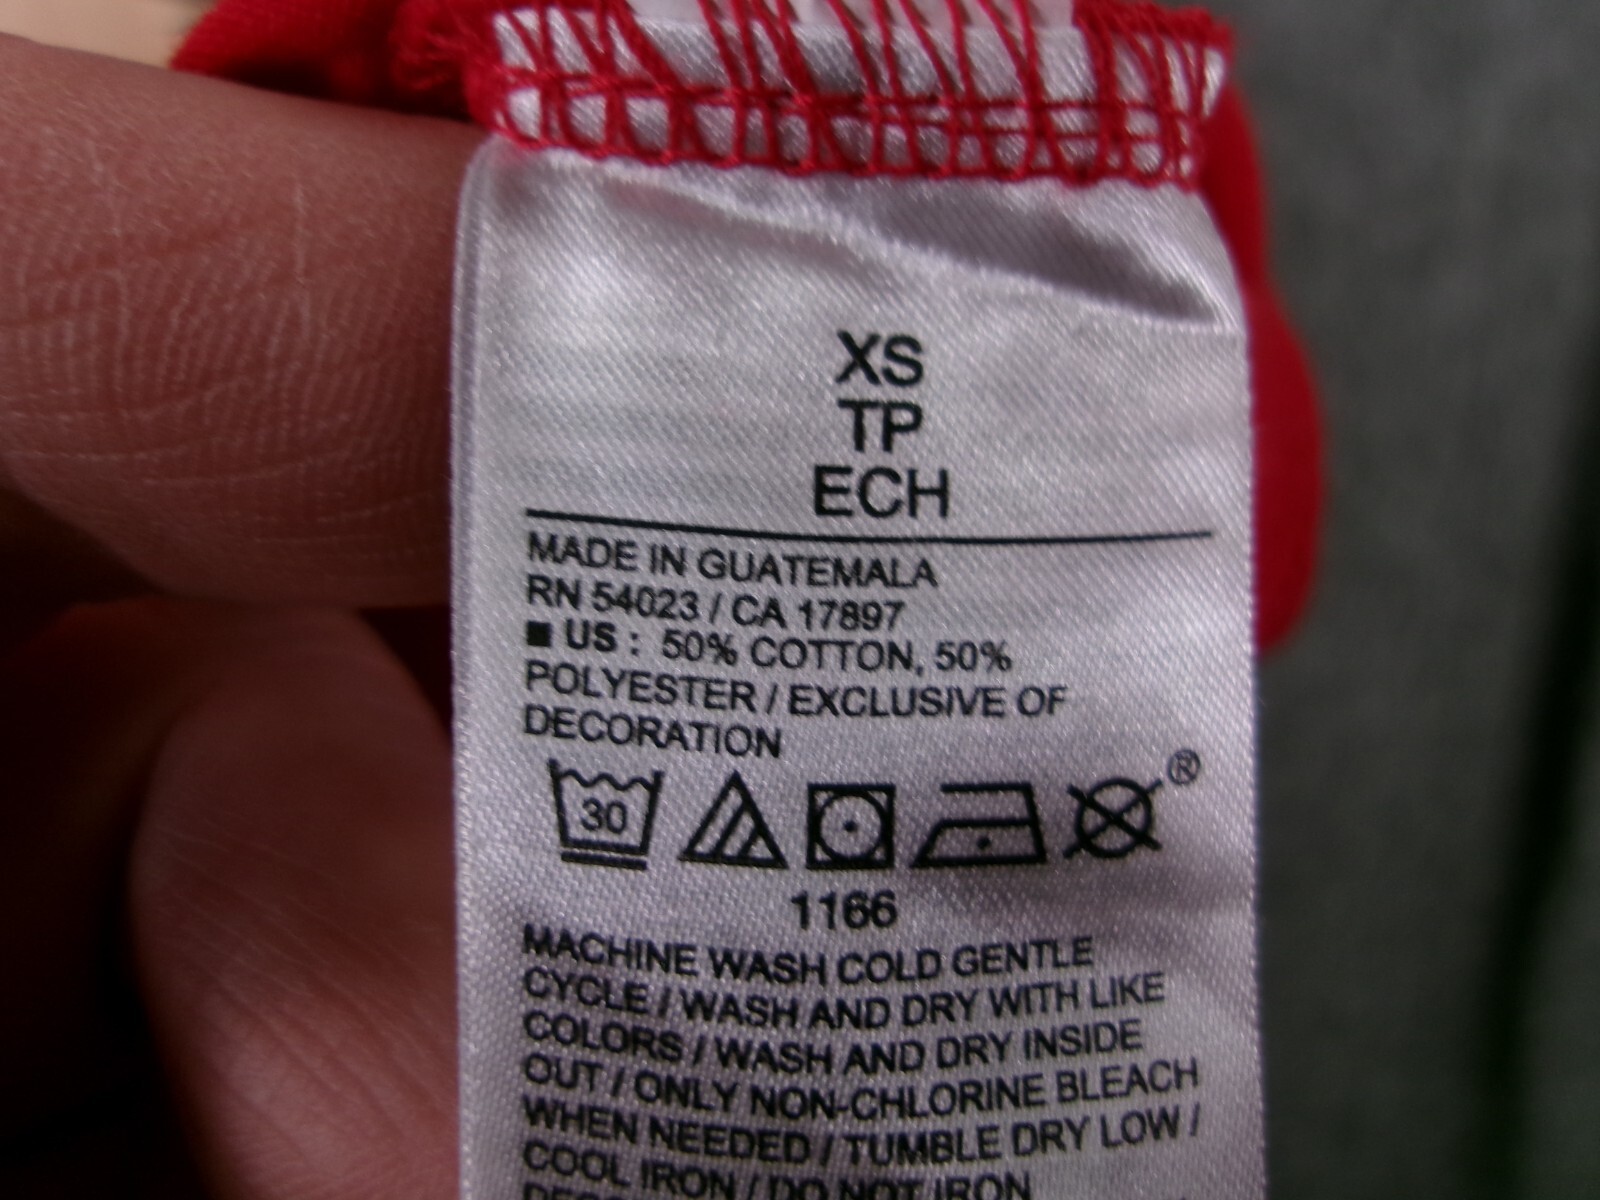 XS
TP
ECH
MADE IN GUATEMALA
RN 54023 / CA 17897
■ US : 50% COTTON, 50%
POLYESTER / EXCLUSIVE OF
DECORATION
30 ®
1166
MACHINE WASH COLD GENTLE
CYCLE / WASH AND DRY WITH LIKE
COLORS / WASH AND DRY INSIDE
OUT / ONLY NON-CHLORINE BLEACH
WHEN NEEDED / TUMBLE DRY LOW /
COOL IRON / DO NOT IRON